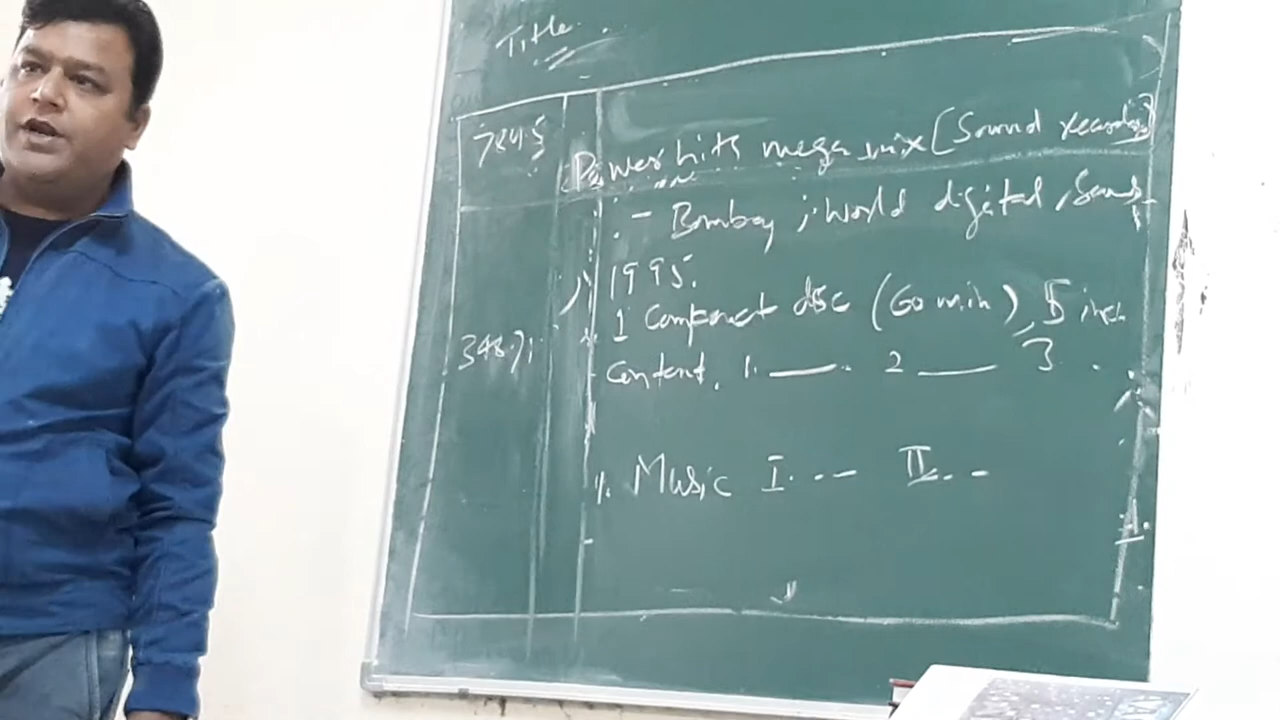 Title
784.5
Power hits mega mix [Sound recording]
. - Bombay ; World digital, Sound
1995.
1 Compact disc (60 min), 5 inch
348.71
Content. 1. —. 2 — 3 . .
1. Music I. . - II. . -